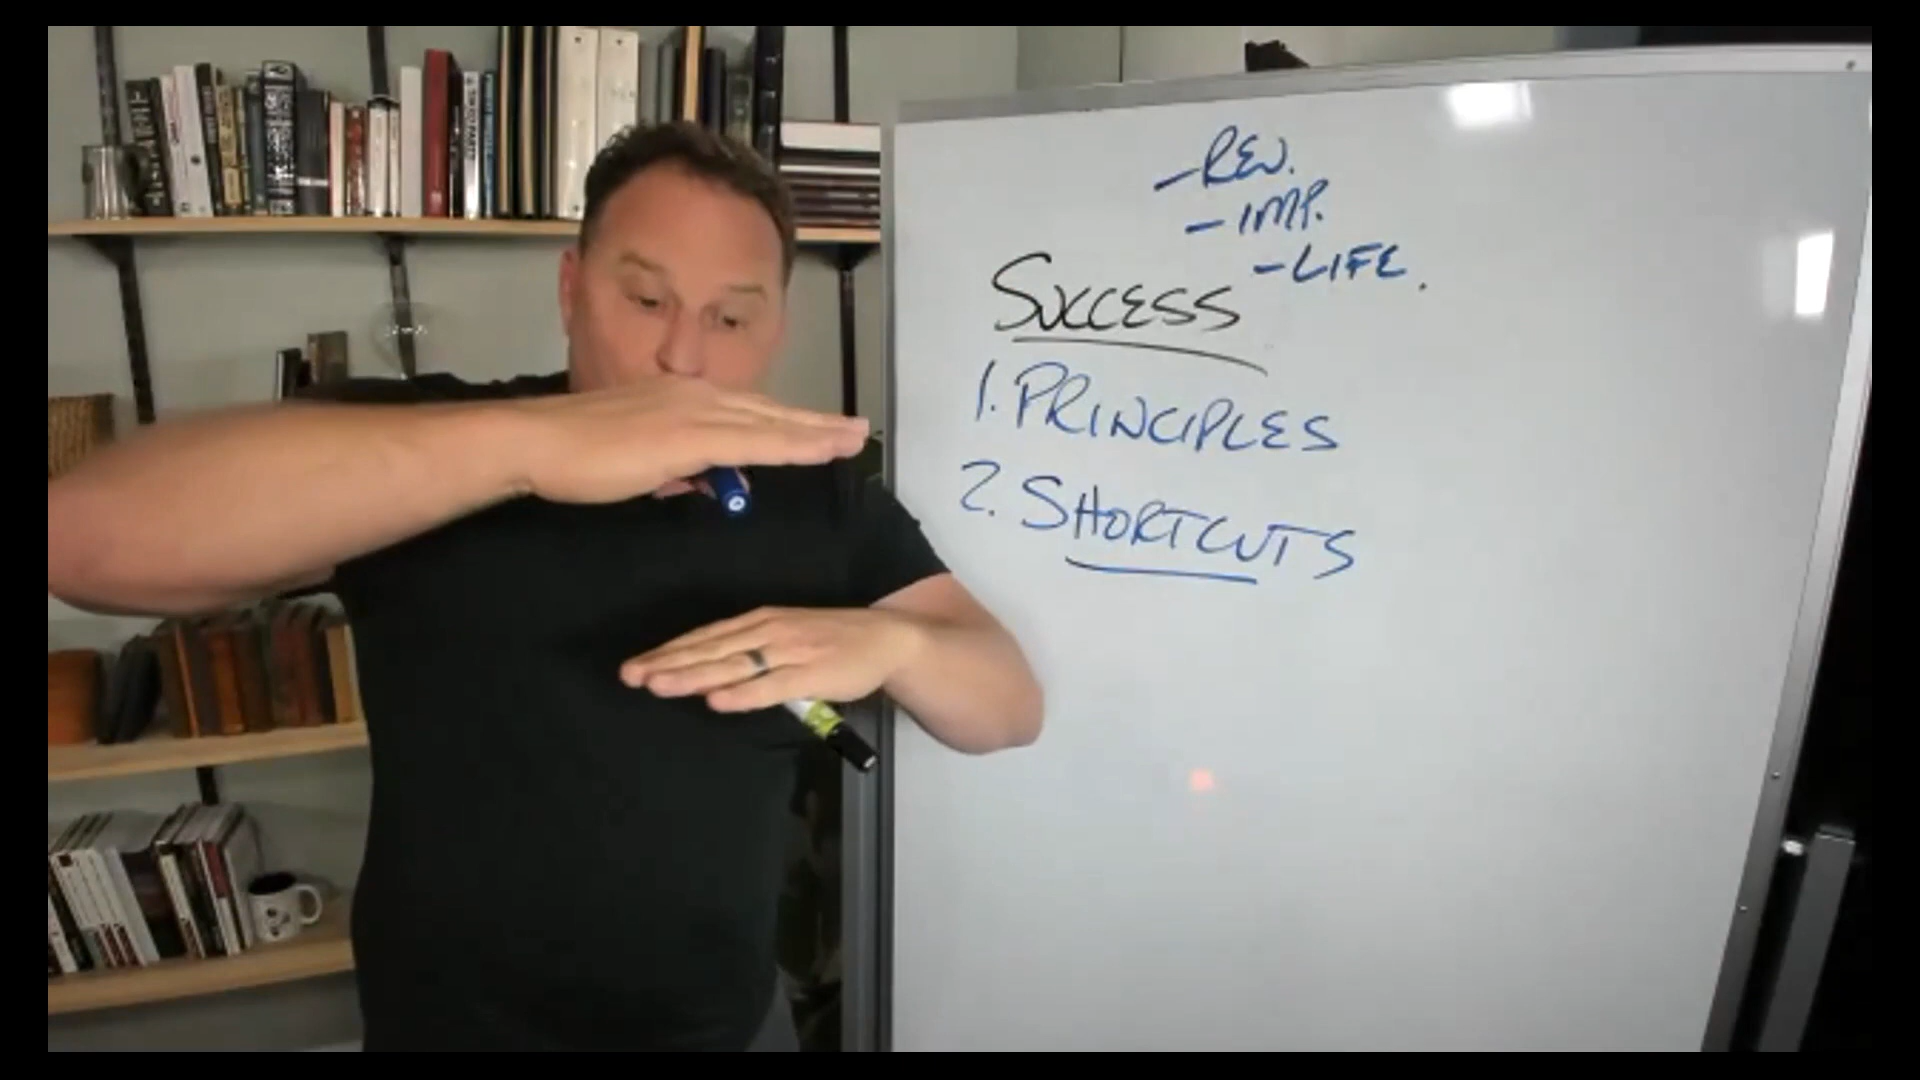 -REV.
-IMP.
-LIFE.
SUCCESS
1. PRINCIPLES
2. SHORTCUTS